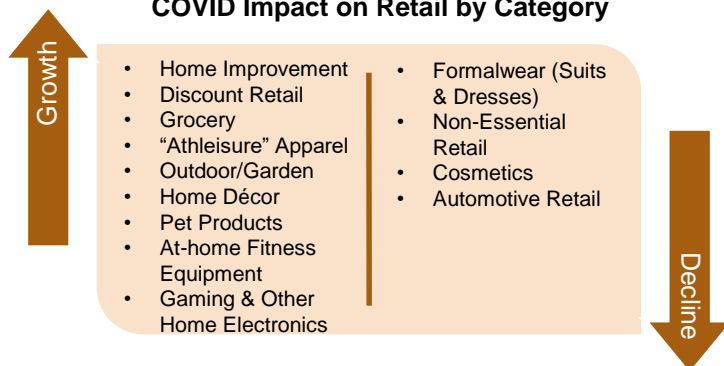 COVID Impact on Retail by Category
Growth
• Home Improvement
• Discount Retail
• Grocery
• “Athleisure” Apparel
• Outdoor/Garden
• Home Décor
• Pet Products
• At-home Fitness
Equipment
• Gaming & Other
Home Electronics
• Formalwear (Suits
& Dresses)
• Non-Essential
Retail
• Cosmetics
• Automotive Retail
Decline